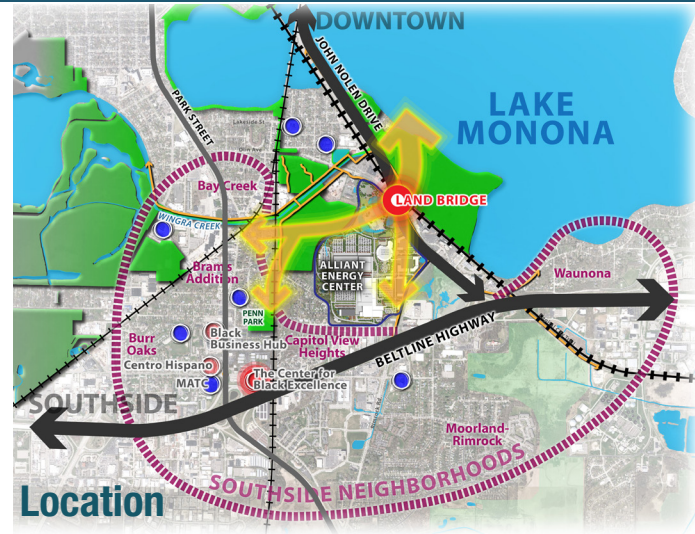 DOWNTOWN
JOHN NOLEN DRIVE
PARK STREET
LAKE
MONONA
Lakeside St
Olin Ave
Bay Creek
LAND BRIDGE
WINGRA CREEK
Waunona
Brams
Addition
ALLIANT
ENERGY
CENTER
PENN
PARK
Burr
Oaks
Black
Business Hub
Capitol View
Heights
BELTLINE HIGHWAY
Centro Hispano
MATC
The Center for
Black Excellence
SOUTHSIDE
Moorland-
Rimrock
SOUTHSIDE NEIGHBORHOODS
Location